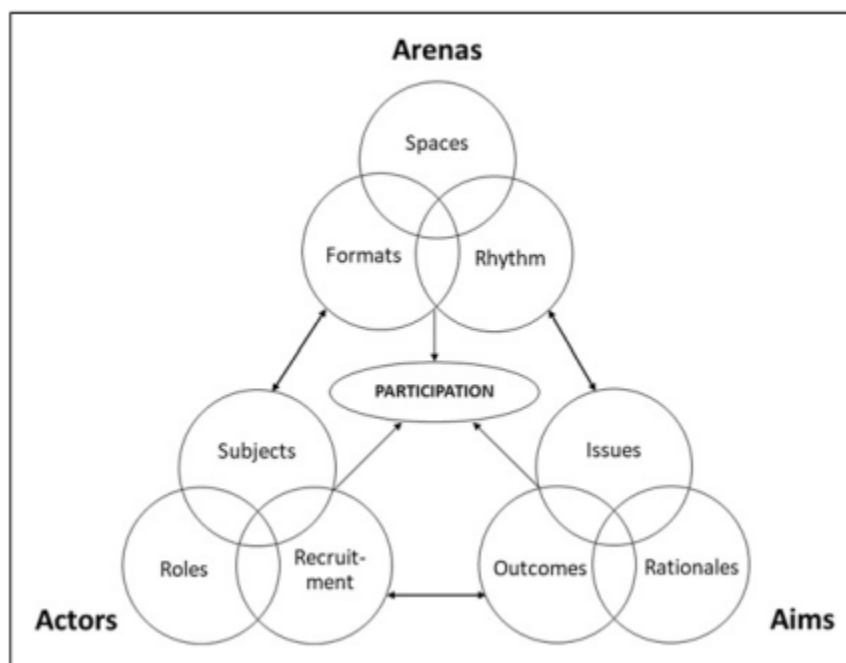 Arenas
Spaces
Formats
Rhythm
PARTICIPATION
Subjects
Issues
Roles
Recruit-
ment
Outcomes
Rationales
Actors
Aims